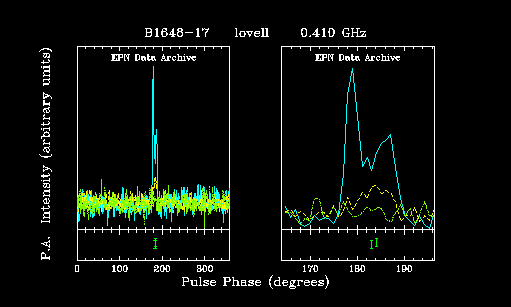 B1648-17 lovell 0.410 GHz
EPN Data Archive EPN Data Archive
P.A. Intensity (arbitrary units)
0 100 200 300 170 180 190
Pulse Phase (degrees)